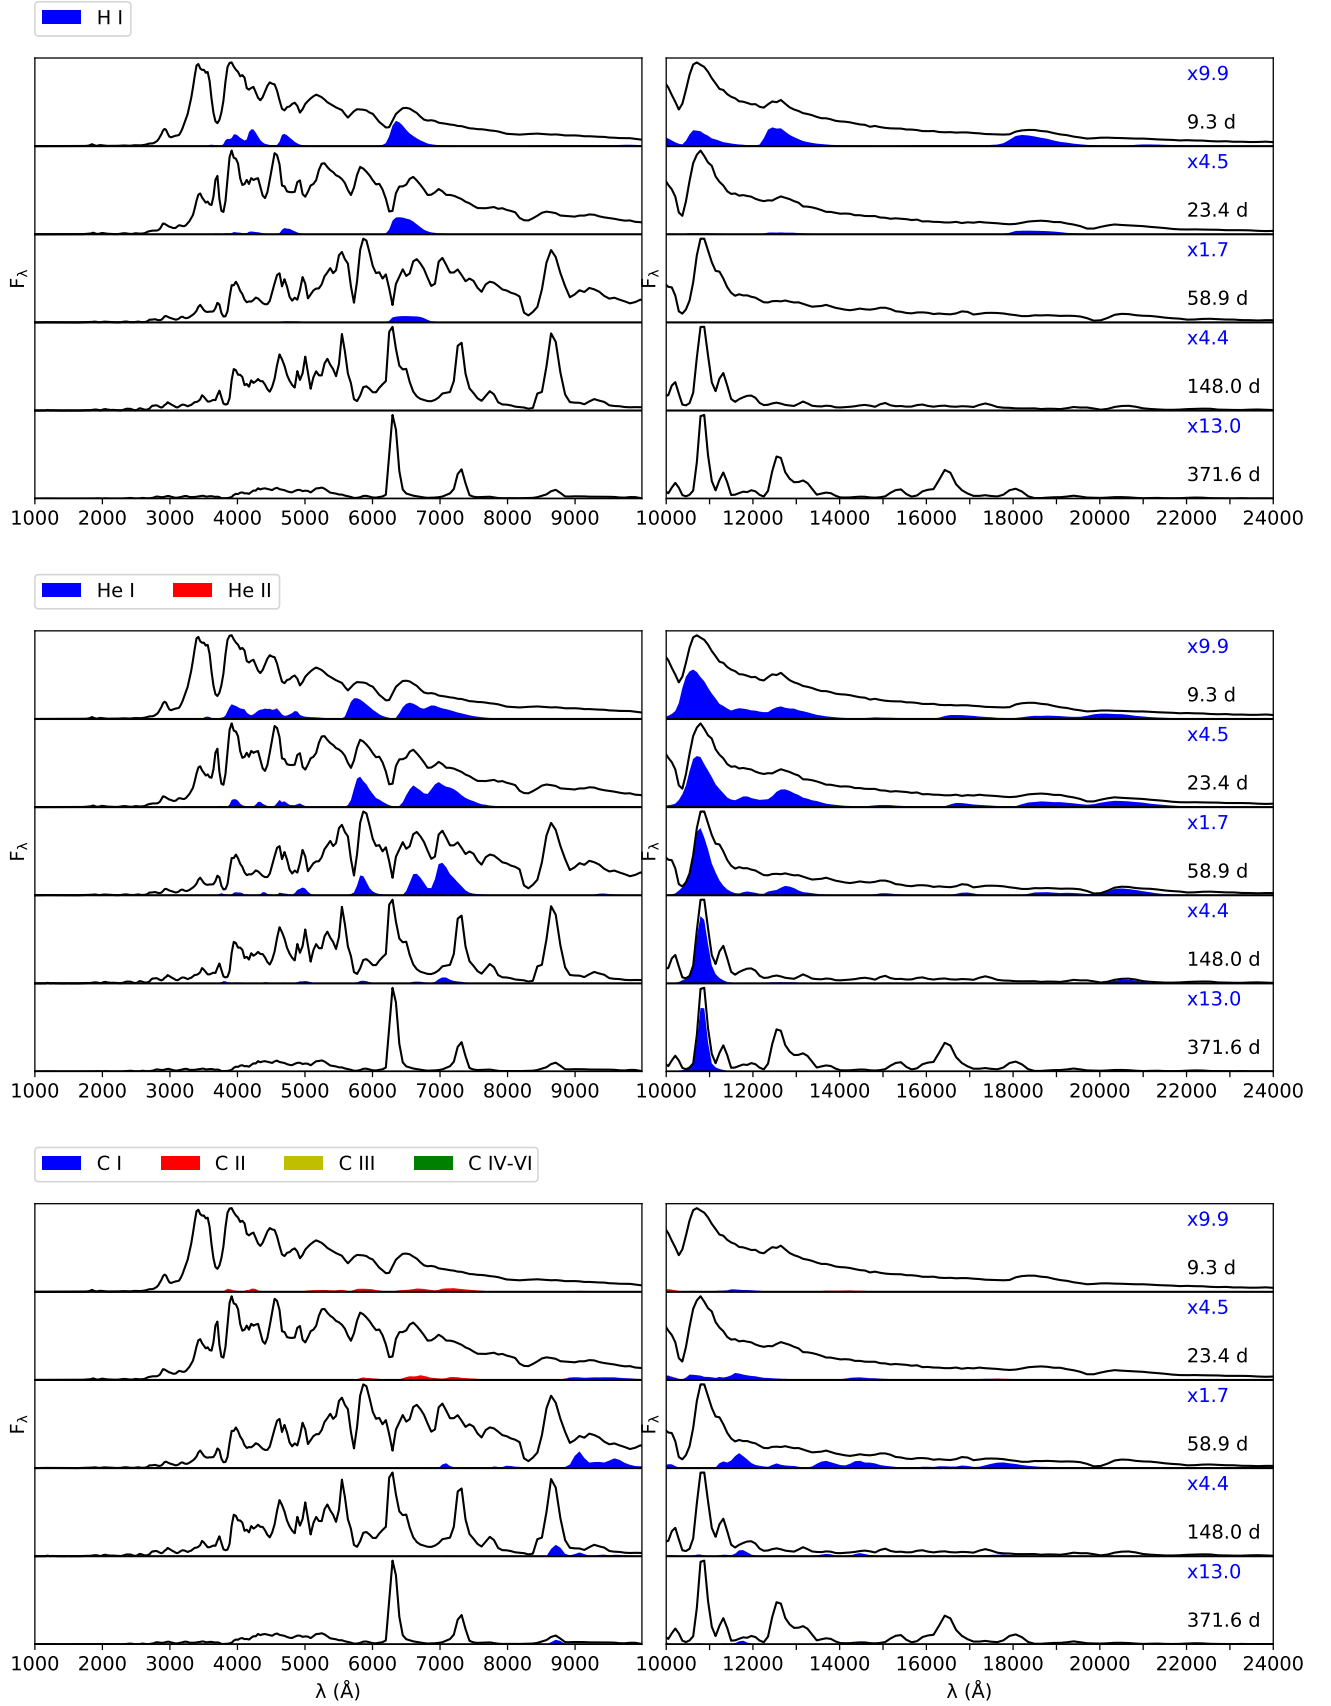 H I
x9.9
9.3 d
x4.5
23.4 d
x1.7
58.9 d
x4.4
148.0 d
x13.0
371.6 d
Fλ
Fλ
1000 2000 3000 4000 5000 6000 7000 8000 9000
10000 12000 14000 16000 18000 20000 22000 24000
He I He II
x9.9
9.3 d
x4.5
23.4 d
x1.7
58.9 d
x4.4
148.0 d
x13.0
371.6 d
Fλ
Fλ
1000 2000 3000 4000 5000 6000 7000 8000 9000
10000 12000 14000 16000 18000 20000 22000 24000
C I C II C III C IV-VI
x9.9
9.3 d
x4.5
23.4 d
x1.7
58.9 d
x4.4
148.0 d
x13.0
371.6 d
Fλ
Fλ
1000 2000 3000 4000 5000 6000 7000 8000 9000
10000 12000 14000 16000 18000 20000 22000 24000
λ (Å)
λ (Å)